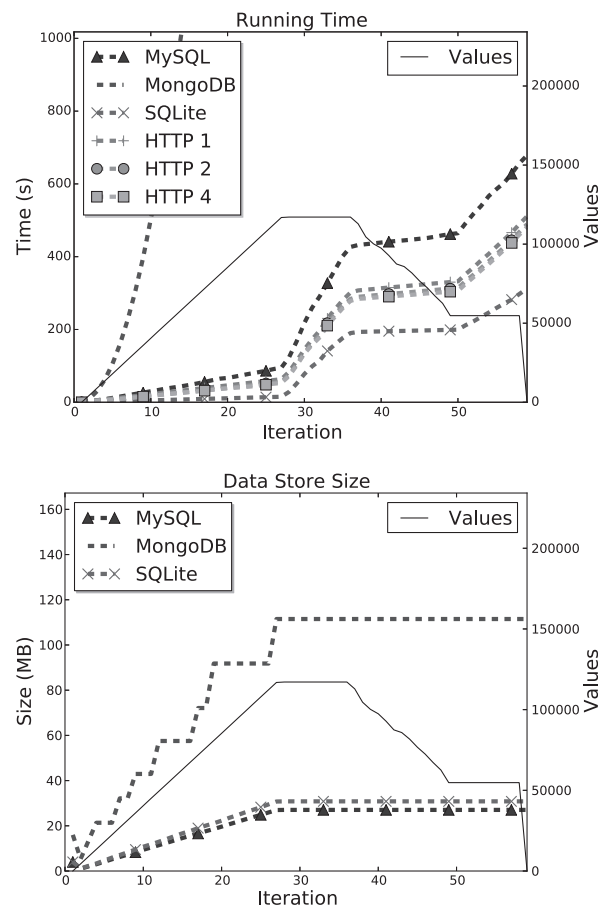 Running Time
1000
800
600
400
200
0
Time (s)
MySQL
MongoDB
SQLite
HTTP 1
HTTP 2
HTTP 4
Values
200000
150000
100000
50000
0
Values
0
10
20
30
40
50
Iteration
Data Store Size
160
140
120
100
80
60
40
20
0
Size (MB)
MySQL
MongoDB
SQLite
Values
200000
150000
100000
50000
0
Values
0
10
20
30
40
50
Iteration